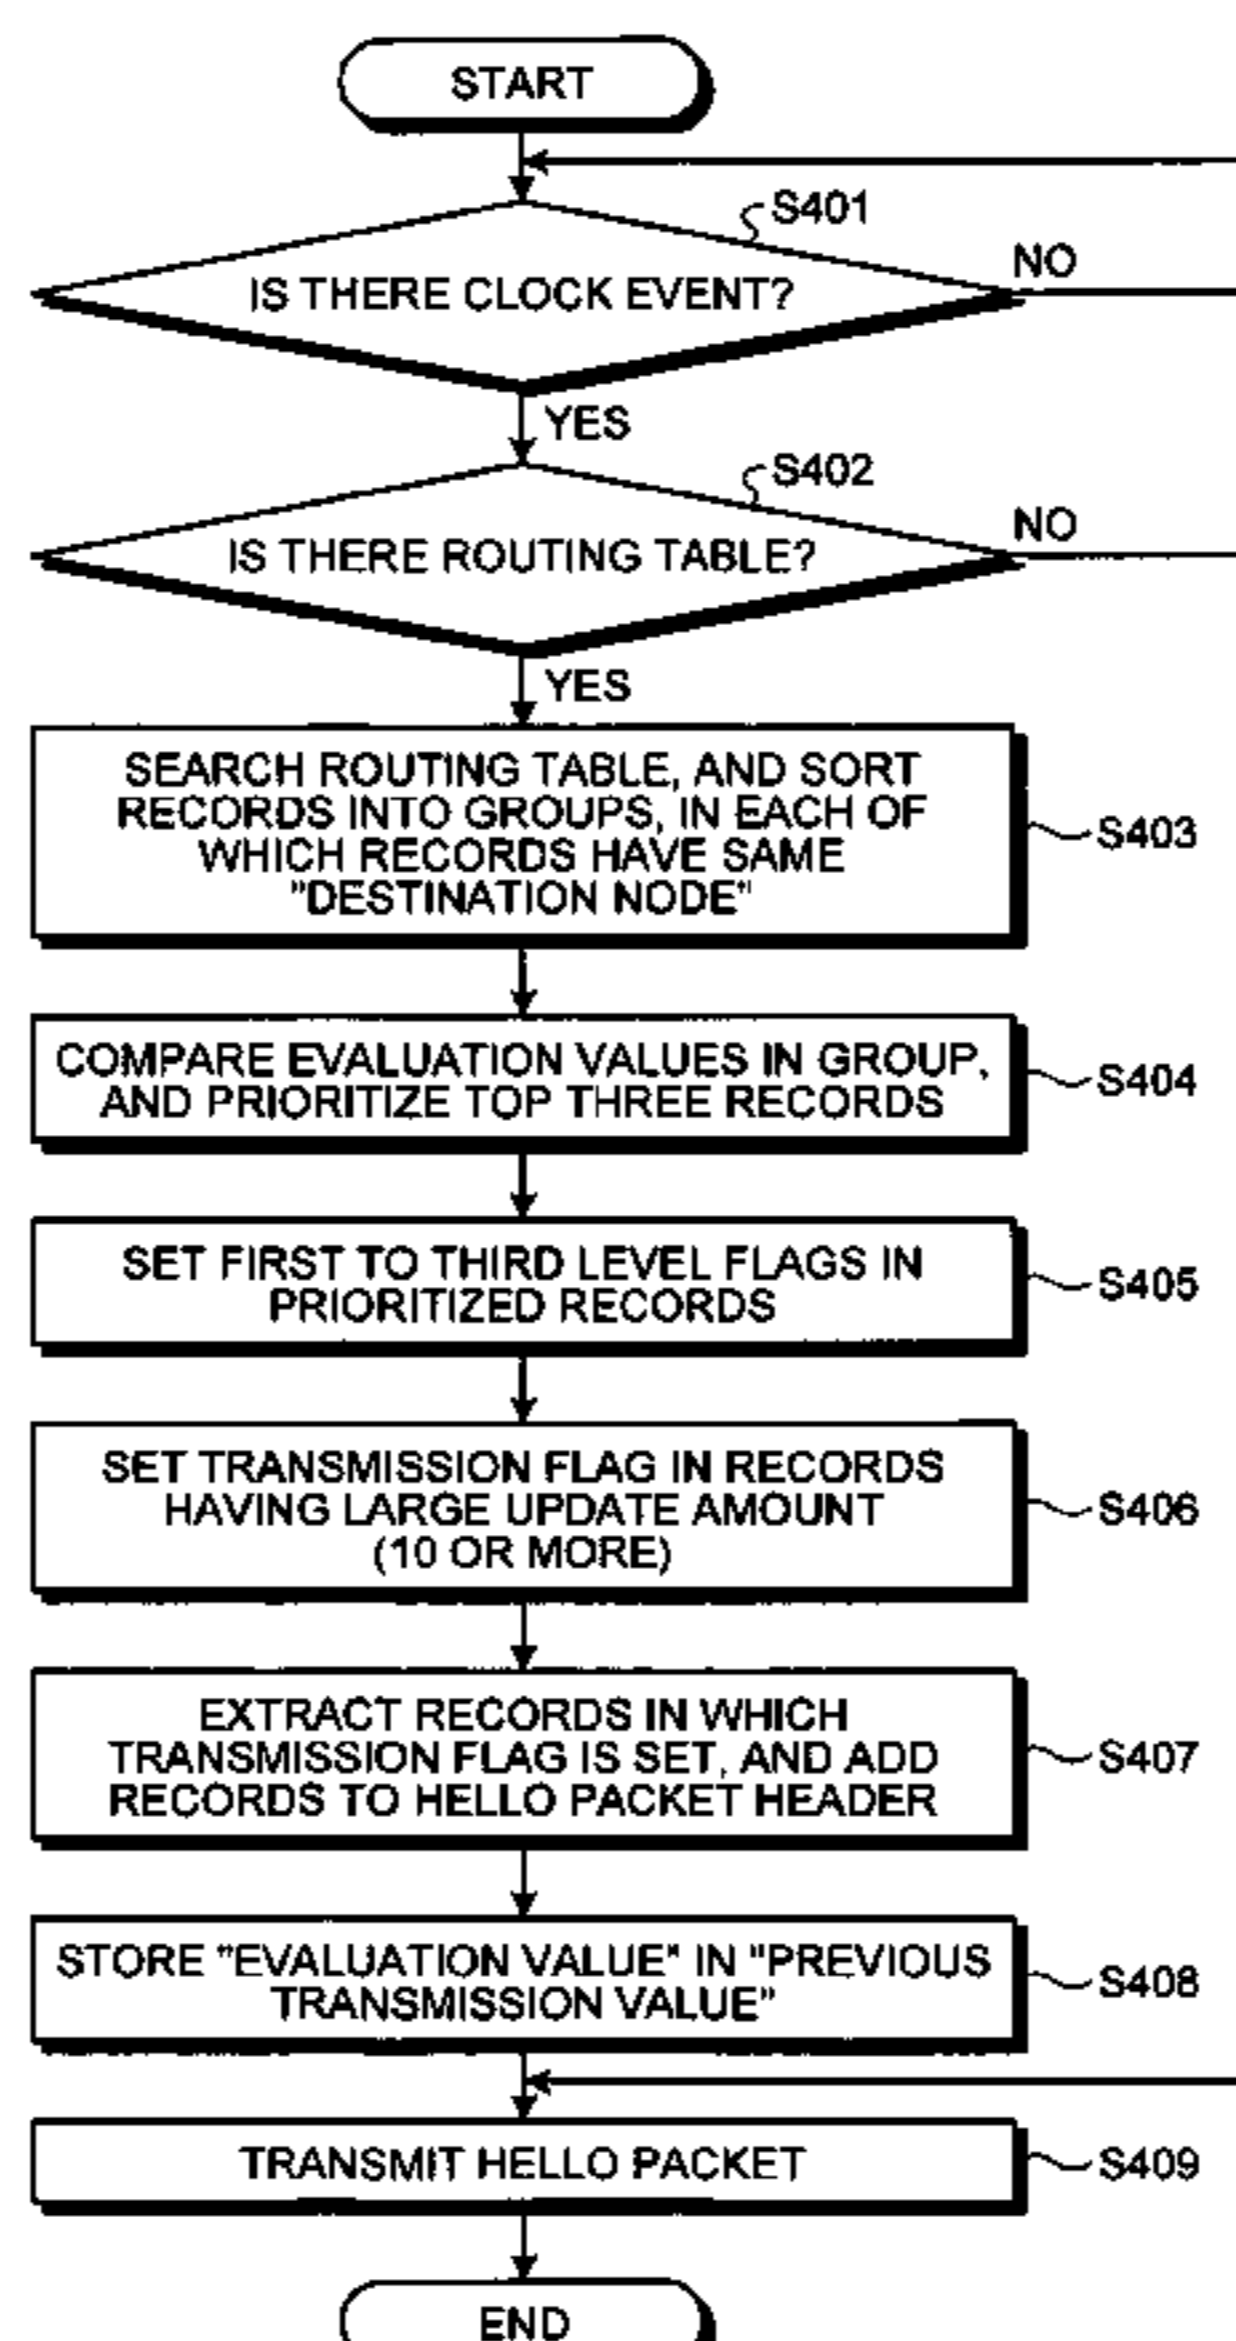 START
S401
NO
IS THERE CLOCK EVENT?
YES
S402
NO
IS THERE ROUTING TABLE?
YES
SEARCH ROUTING TABLE, AND SORT
RECORDS INTO GROUPS, IN EACH OF
WHICH RECORDS HAVE SAME
"DESTINATION NODE"
S403
COMPARE EVALUATION VALUES IN GROUP,
AND PRIORITIZE TOP THREE RECORDS
S404
SET FIRST TO THIRD LEVEL FLAGS IN
PRIORITIZED RECORDS
S405
SET TRANSMISSION FLAG IN RECORDS
HAVING LARGE UPDATE AMOUNT
(10 OR MORE)
S406
EXTRACT RECORDS IN WHICH
TRANSMISSION FLAG IS SET, AND ADD
RECORDS TO HELLO PACKET HEADER
S407
STORE "EVALUATION VALUE" IN "PREVIOUS
TRANSMISSION VALUE"
S408
TRANSMIT HELLO PACKET
S409
END